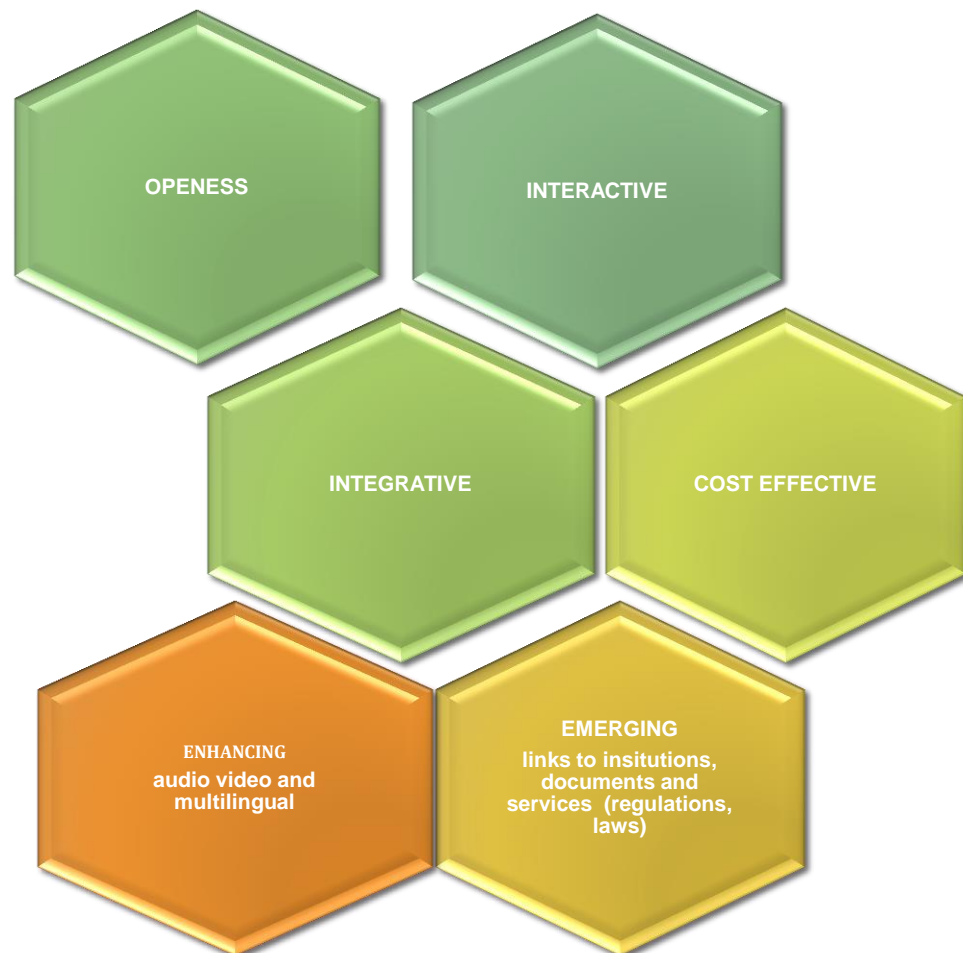 OPENESS
INTERACTIVE
INTEGRATIVE
COST EFFECTIVE
ENHANCING
audio video and
multilingual
EMERGING
links to insitutions,
documents and
services (regulations,
laws)